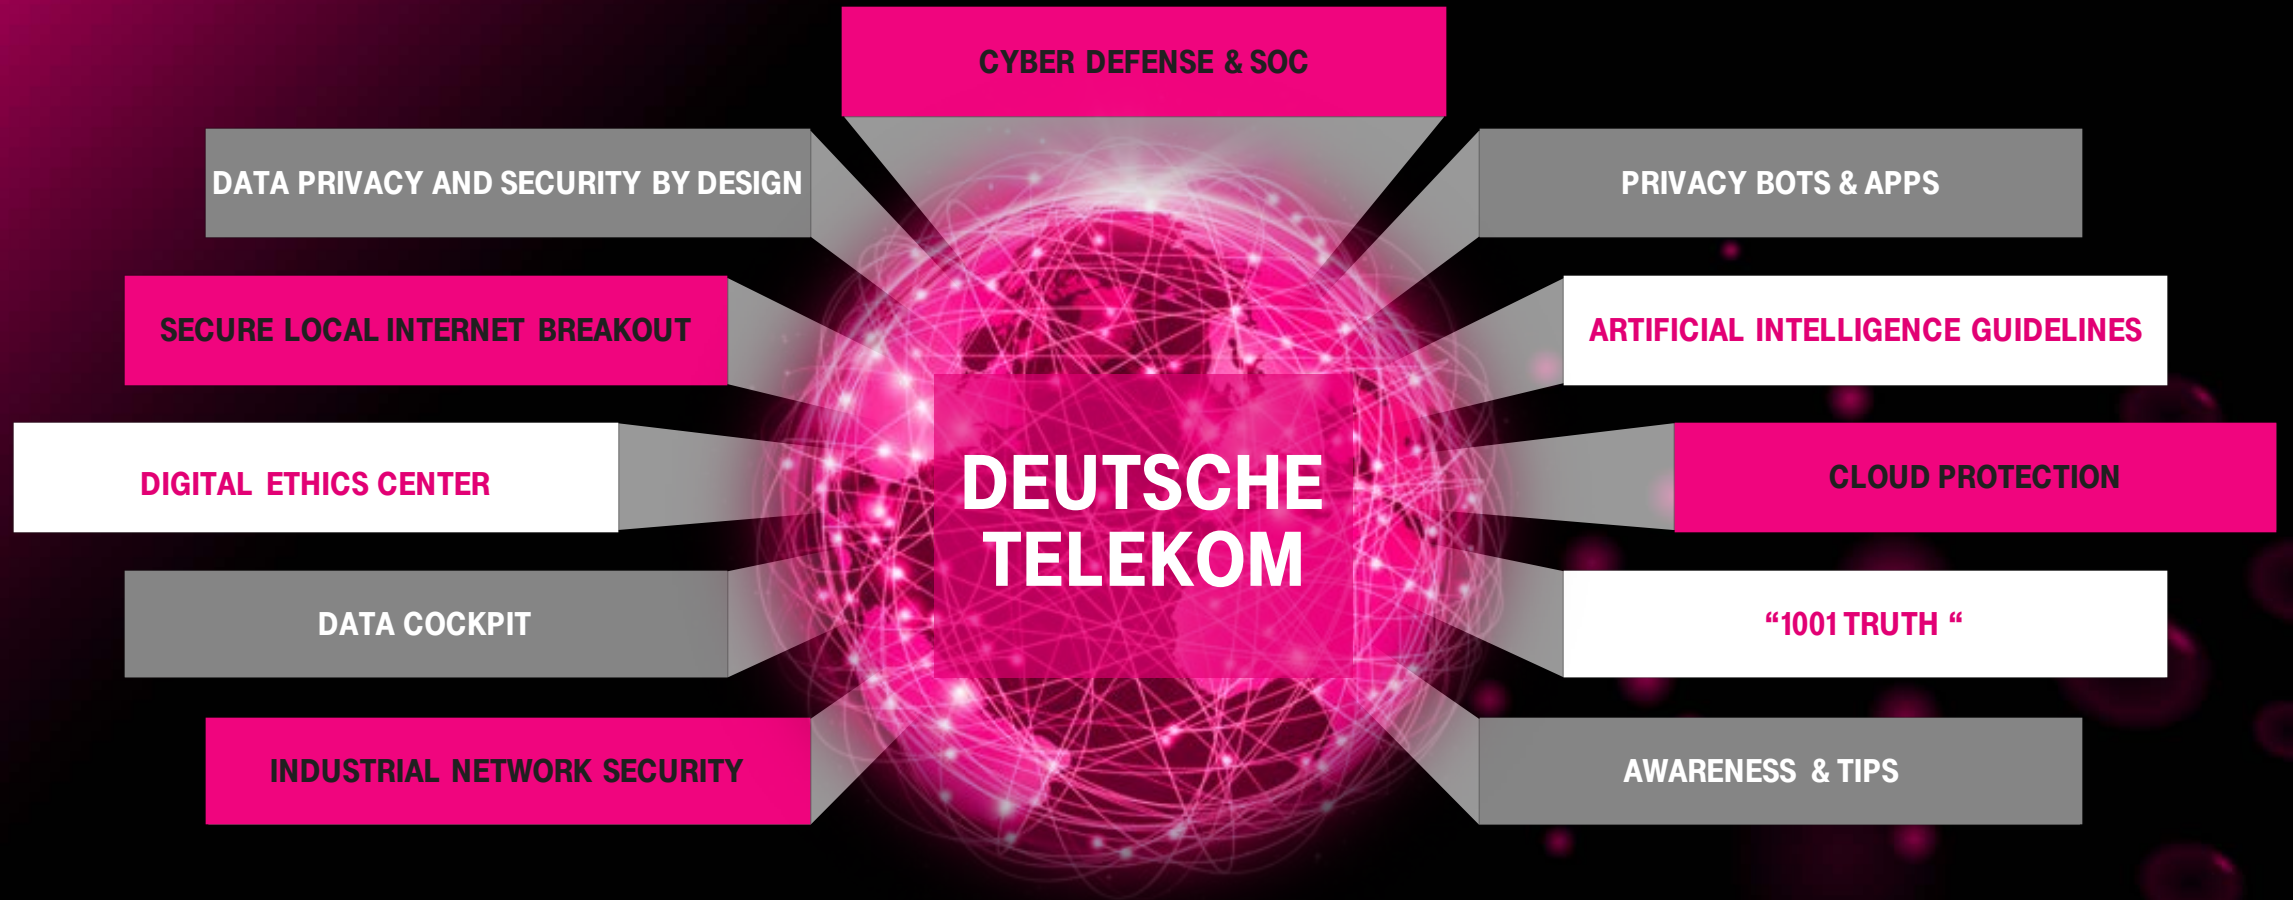 CYBER DEFENSE & SOC
DATA PRIVACY AND SECURITY BY DESIGN
PRIVACY BOTS & APPS
SECURE LOCAL INTERNET BREAKOUT
ARTIFICIAL INTELLIGENCE GUIDELINES
DIGITAL ETHICS CENTER
CLOUD PROTECTION
DEUTSCHE
TELEKOM
DATA COCKPIT
“1001 TRUTH “
INDUSTRIAL NETWORK SECURITY
AWARENESS & TIPS